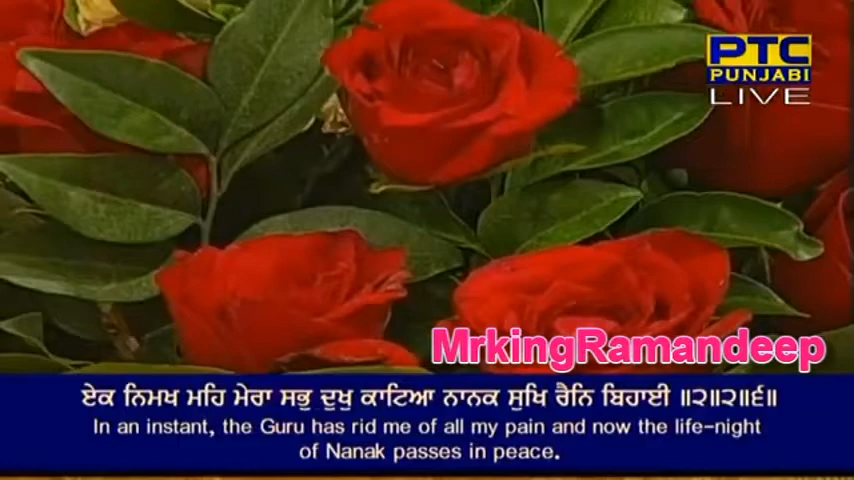 PTC
PUNJABI
LIVE
MrkingRamandeep
ਏਕ ਨਿਮਖ ਮਹਿ ਮੇਰਾ ਸਭੁ ਦੁਖੁ ਕਾਟਿਆ ਨਾਨਕ ਸੁਖਿ ਰੈਨਿ ਬਿਹਾਈ ॥੨॥੨॥੬॥
In an instant, the Guru has rid me of all my pain and now the life-night
of Nanak passes in peace.